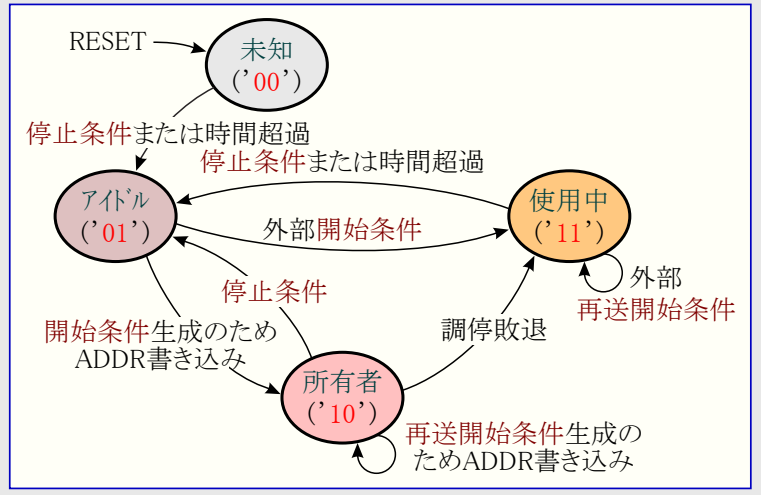 RESET
未知
('00')
停止条件または時間超過
停止条件または時間超過
ｱｲﾄﾞﾙ
('01')
使用中
('11')
外部開始条件
外部
再送開始条件
停止条件
開始条件生成のため
ADDR書き込み
調停敗退
所有者
('10')
再送開始条件生成の
ためADDR書き込み